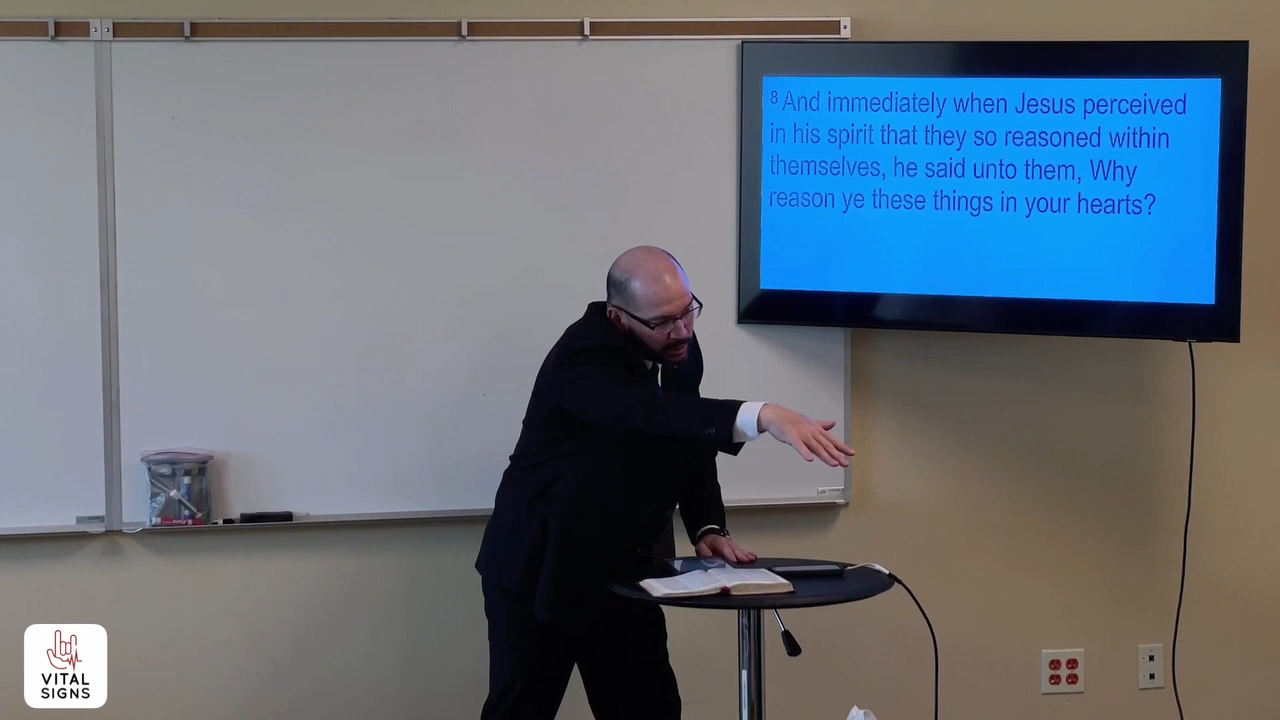 8 And immediately when Jesus perceived
in his spirit that they so reasoned within
themselves, he said unto them, Why
reason ye these things in your hearts?
VITAL
SIGNS